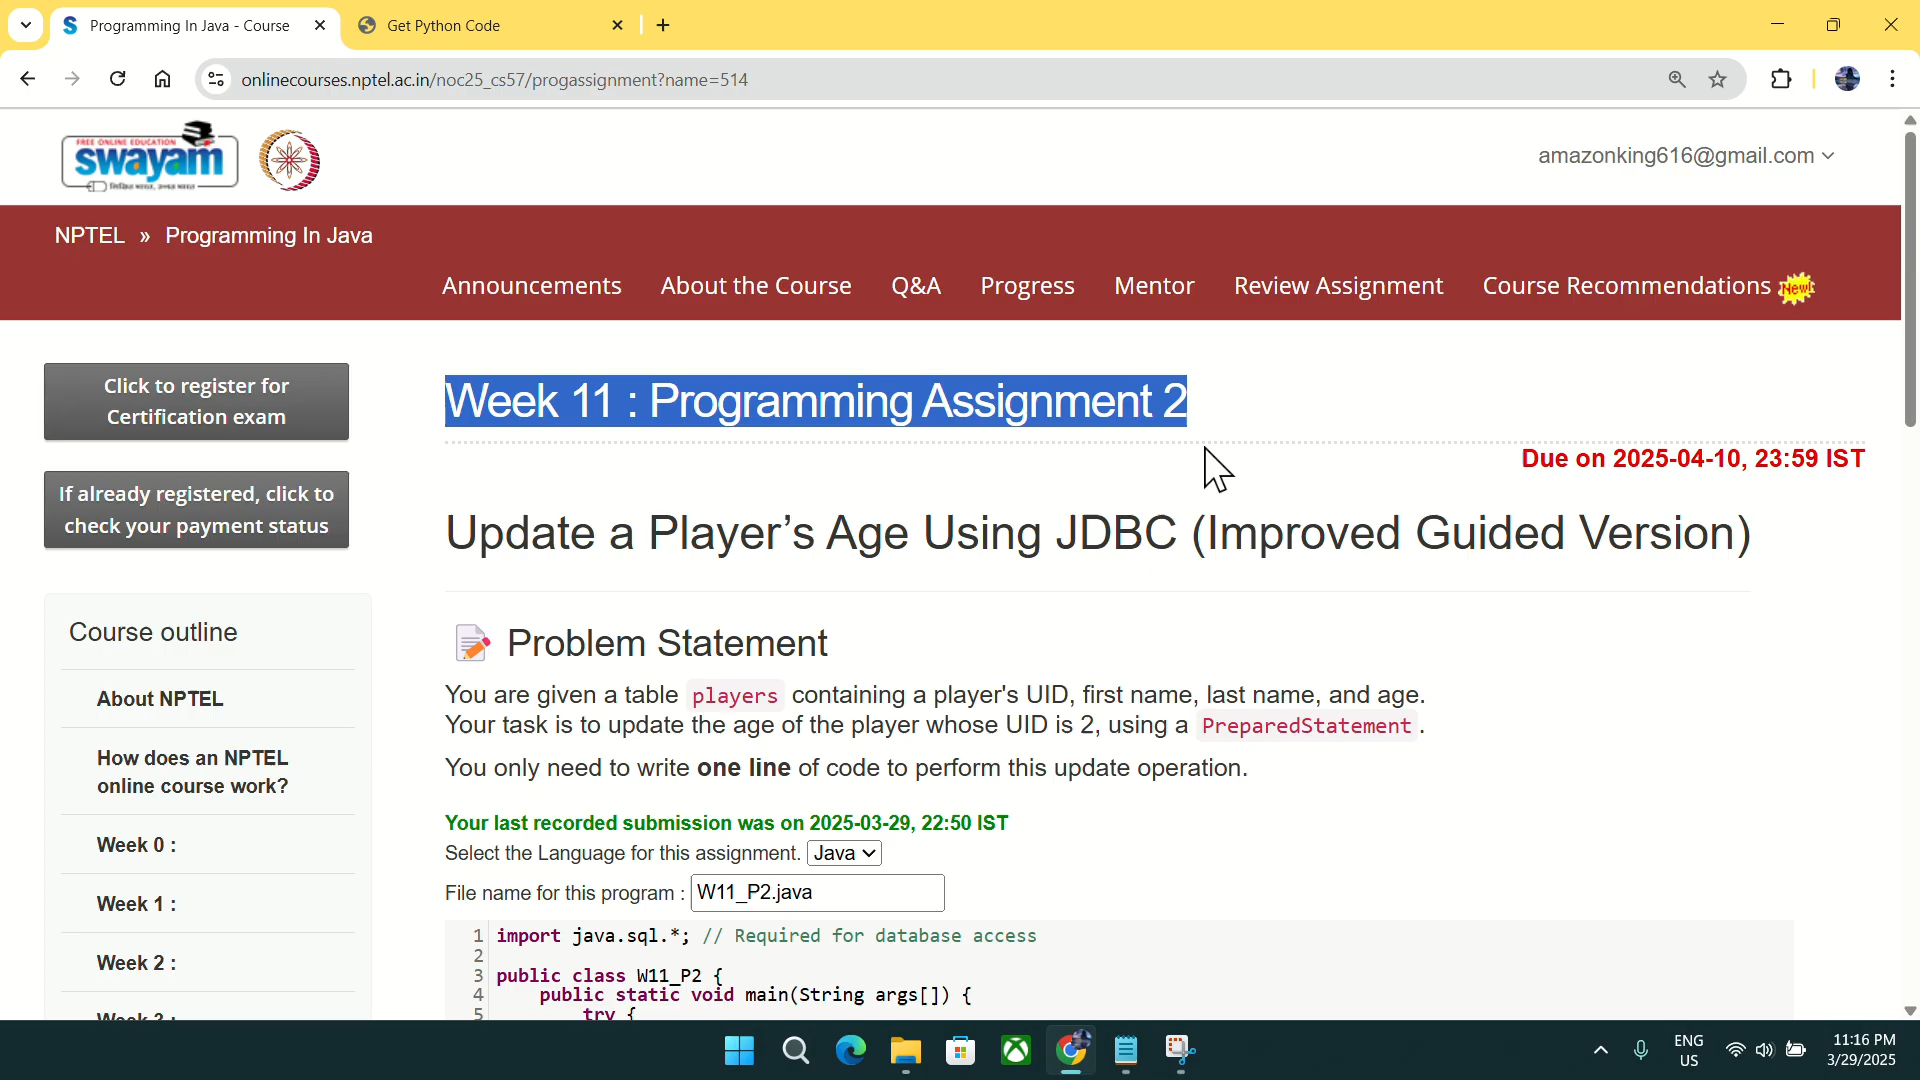 Programming In Java - Course
Get Python Code
onlinecourses.nptel.ac.in/noc25_cs57/progassignment?name=514
FREE ONLINE EDUCATION
swayam
amazonking616@gmail.com
NPTEL » Programming In Java
Announcements About the Course Q&A Progress Mentor Review Assignment Course Recommendations New!
Click to register for
Certification exam
If already registered, click to
check your payment status
Course outline
About NPTEL
How does an NPTEL
online course work?
Week 0 :
Week 1 :
Week 2 :
Week 3 :
Week 11 : Programming Assignment 2
Due on 2025-04-10, 23:59 IST
Update a Player’s Age Using JDBC (Improved Guided Version)
Problem Statement
You are given a table players containing a player's UID, first name, last name, and age.
Your task is to update the age of the player whose UID is 2, using a PreparedStatement.
You only need to write one line of code to perform this update operation.
Your last recorded submission was on 2025-03-29, 22:50 IST
Select the Language for this assignment. Java
File name for this program : W11_P2.java
1 import java.sql.*; // Required for database access
2
3 public class W11_P2 {
4 public static void main(String args[]) {
5 try {
ENG
US
11:16 PM
3/29/2025